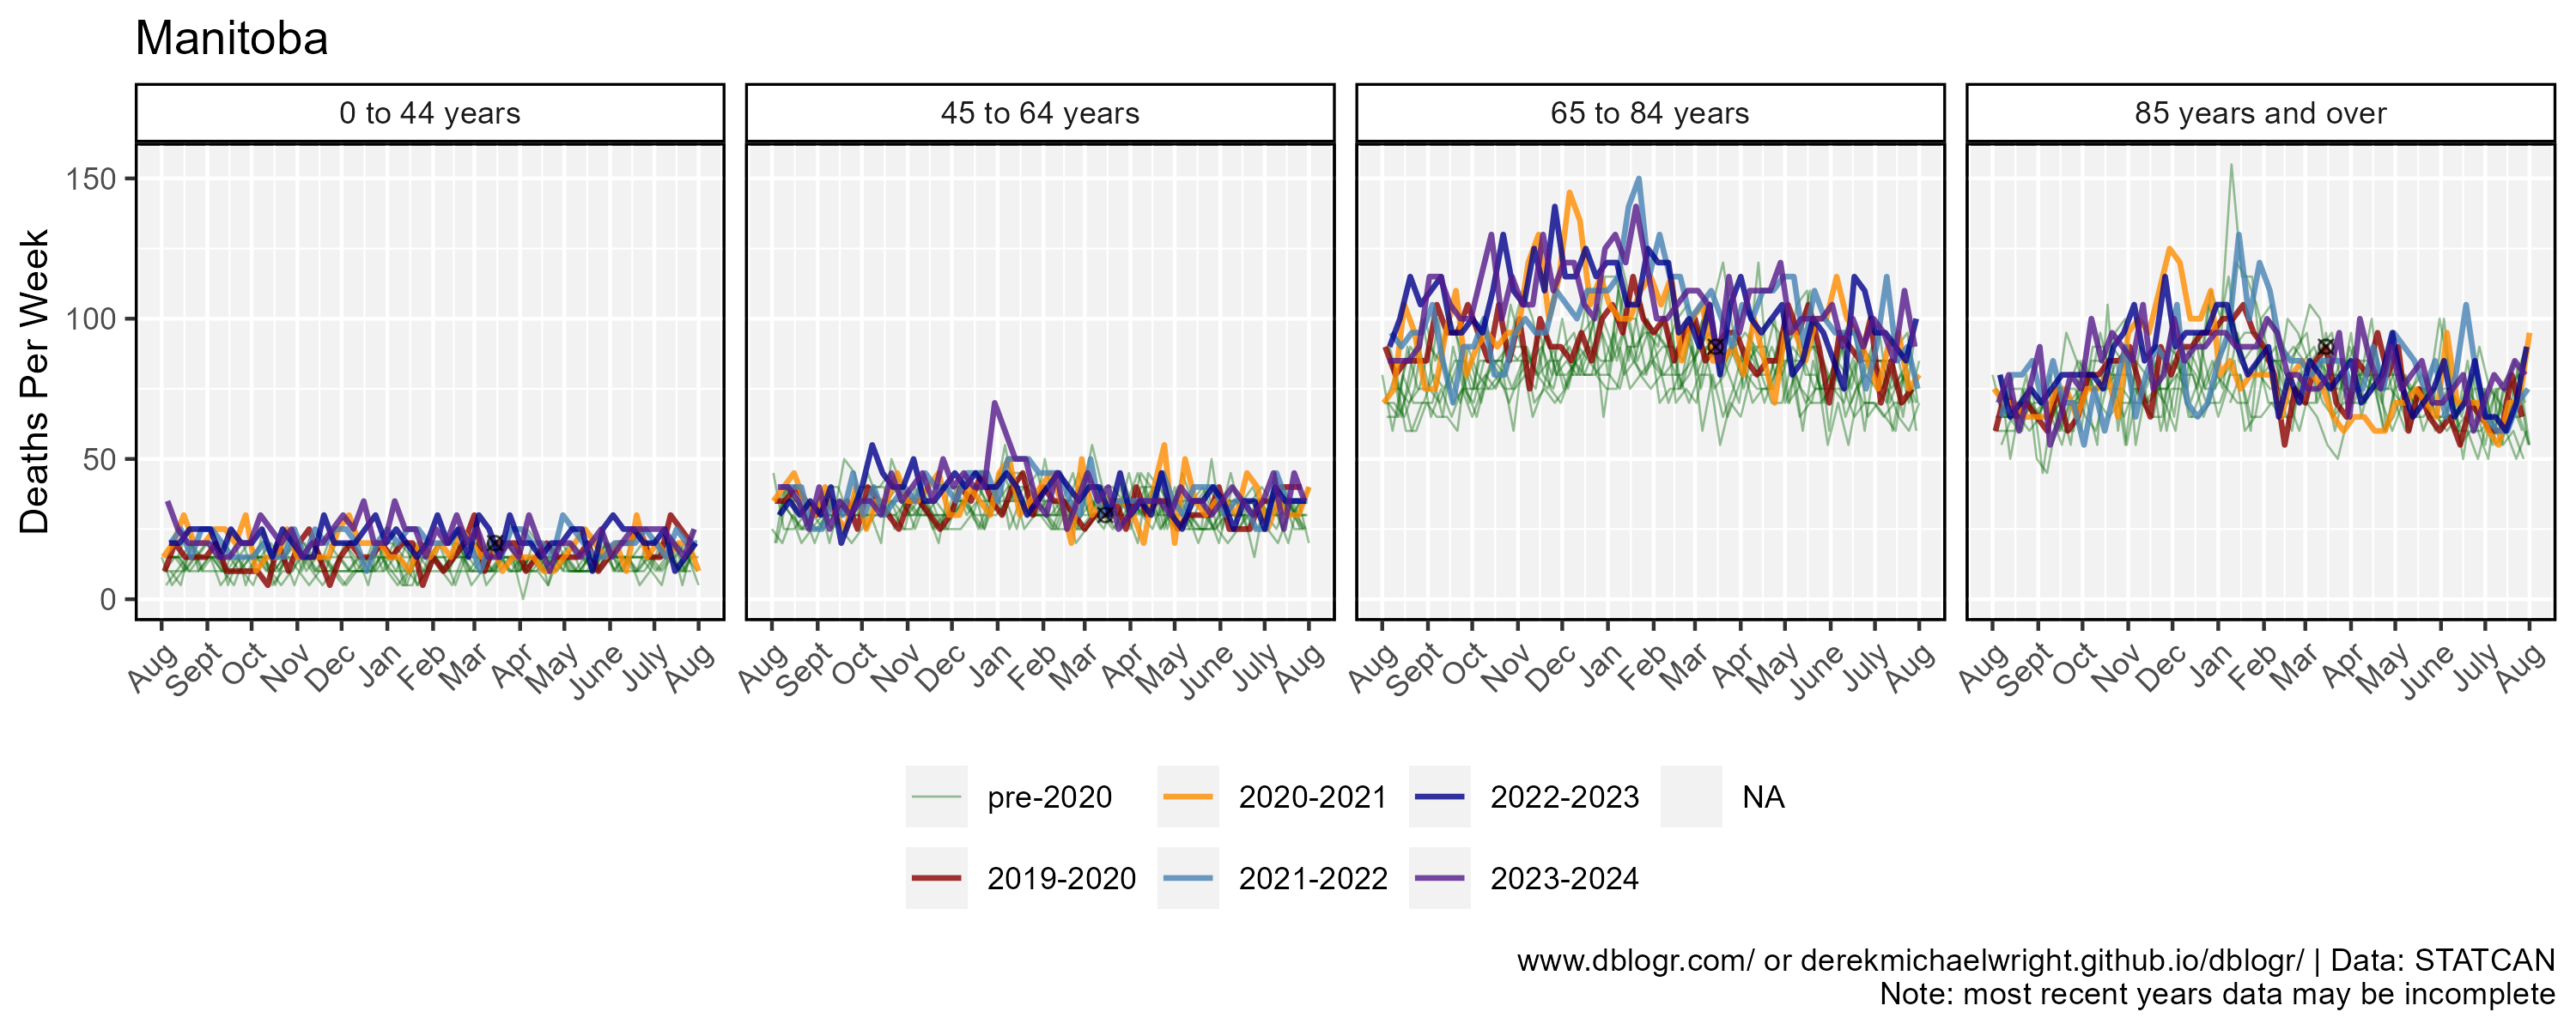 Manitoba
0 to 44 years
45 to 64 years
65 to 84 years
85 years and over
Deaths Per Week
150
100
50
0
Aug Sept Oct Nov Dec Jan Feb Mar Apr May June July Aug
Aug Sept Oct Nov Dec Jan Feb Mar Apr May June July Aug
Aug Sept Oct Nov Dec Jan Feb Mar Apr May June July Aug
Aug Sept Oct Nov Dec Jan Feb Mar Apr May June July Aug
pre-2020 2020-2021 2022-2023 NA
2019-2020 2021-2022 2023-2024
www.dblogr.com/ or derekmichaelwright.github.io/dblogr/ | Data: STATCAN
Note: most recent years data may be incomplete